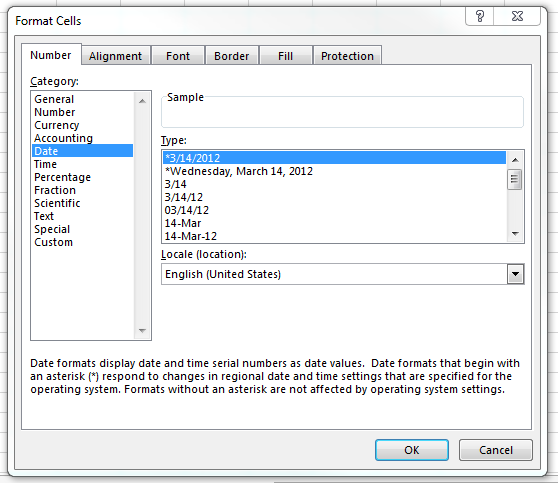 Format Cells
Number
Alignment
Font
Border
Fill
Protection
Category:
General
Number
Currency
Accounting
Date
Time
Percentage
Fraction
Scientific
Text
Special
Custom
Sample
Type:
*3/14/2012
*Wednesday, March 14, 2012
3/14
3/14/12
03/14/12
14-Mar
14-Mar-12
Locale (location):
English (United States)
Date formats display date and time serial numbers as date values.  Date formats that begin with
an asterisk (*) respond to changes in regional date and time settings that are specified for the
operating system. Formats without an asterisk are not affected by operating system settings.
OK
Cancel